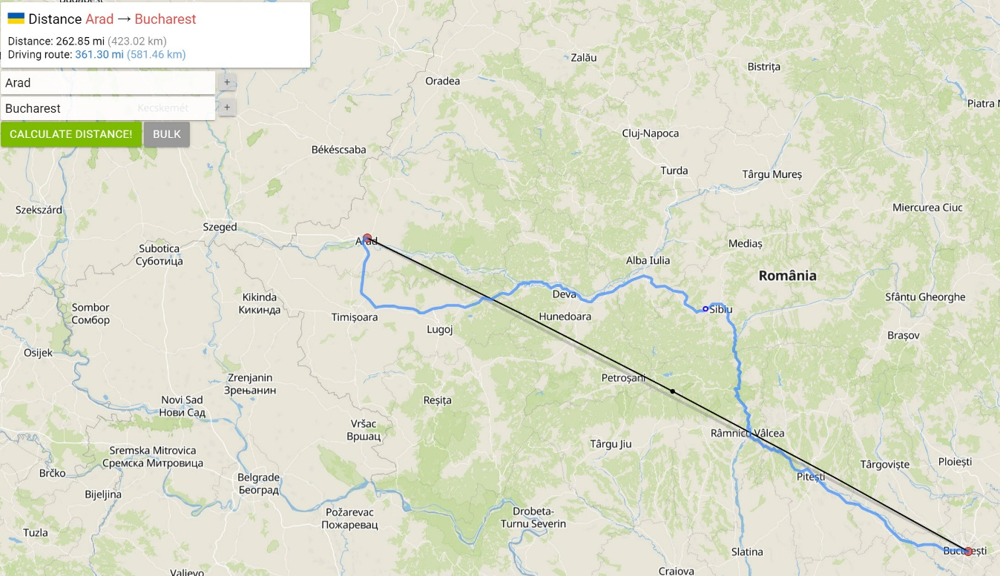 Budapest
Distance Arad → Bucharest
Distance: 262.85 mi (423.02 km)
Driving route: 361.30 mi (581.46 km)
Arad
+
Bucharest
Kecskemét
+
CALCULATE DISTANCE!
BULK
Zalău
Bistrița
Oradea
Piatra N
Cluj-Napoca
Békéscsaba
Turda
Târgu Mureș
Szekszárd
Miercurea Ciuc
Szeged
Arad
Subotica
Суботица
Mediaș
Alba Iulia
România
Kikinda
Кикинда
Deva
Sfântu Gheorghe
Sombor
Сомбор
Sibiu
Timișoara
Hunedoara
Lugoj
Brașov
Osijek
Zrenjanin
Зрењанин
Petroșani
Novi Sad
Нови Сад
Reșița
Vršac
Вршац
Râmnicu Vâlcea
Târgu Jiu
Sremska Mitrovica
Сремска Митровица
Târgoviște
Ploiești
Brčko
Belgrade
Београд
Pitești
Bijeljina
Požarevac
Пожаревац
Drobeta-
Turnu Severin
Tuzla
Slatina
București
Valjevo
Craiova